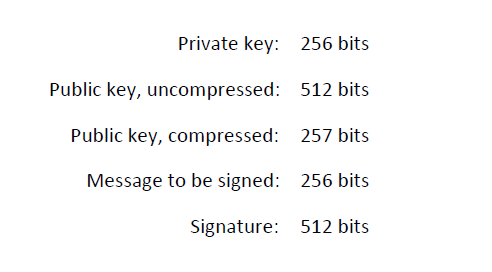 Private key: 256 bits
Public key, uncompressed: 512 bits
Public key, compressed: 257 bits
Message to be signed: 256 bits
Signature: 512 bits